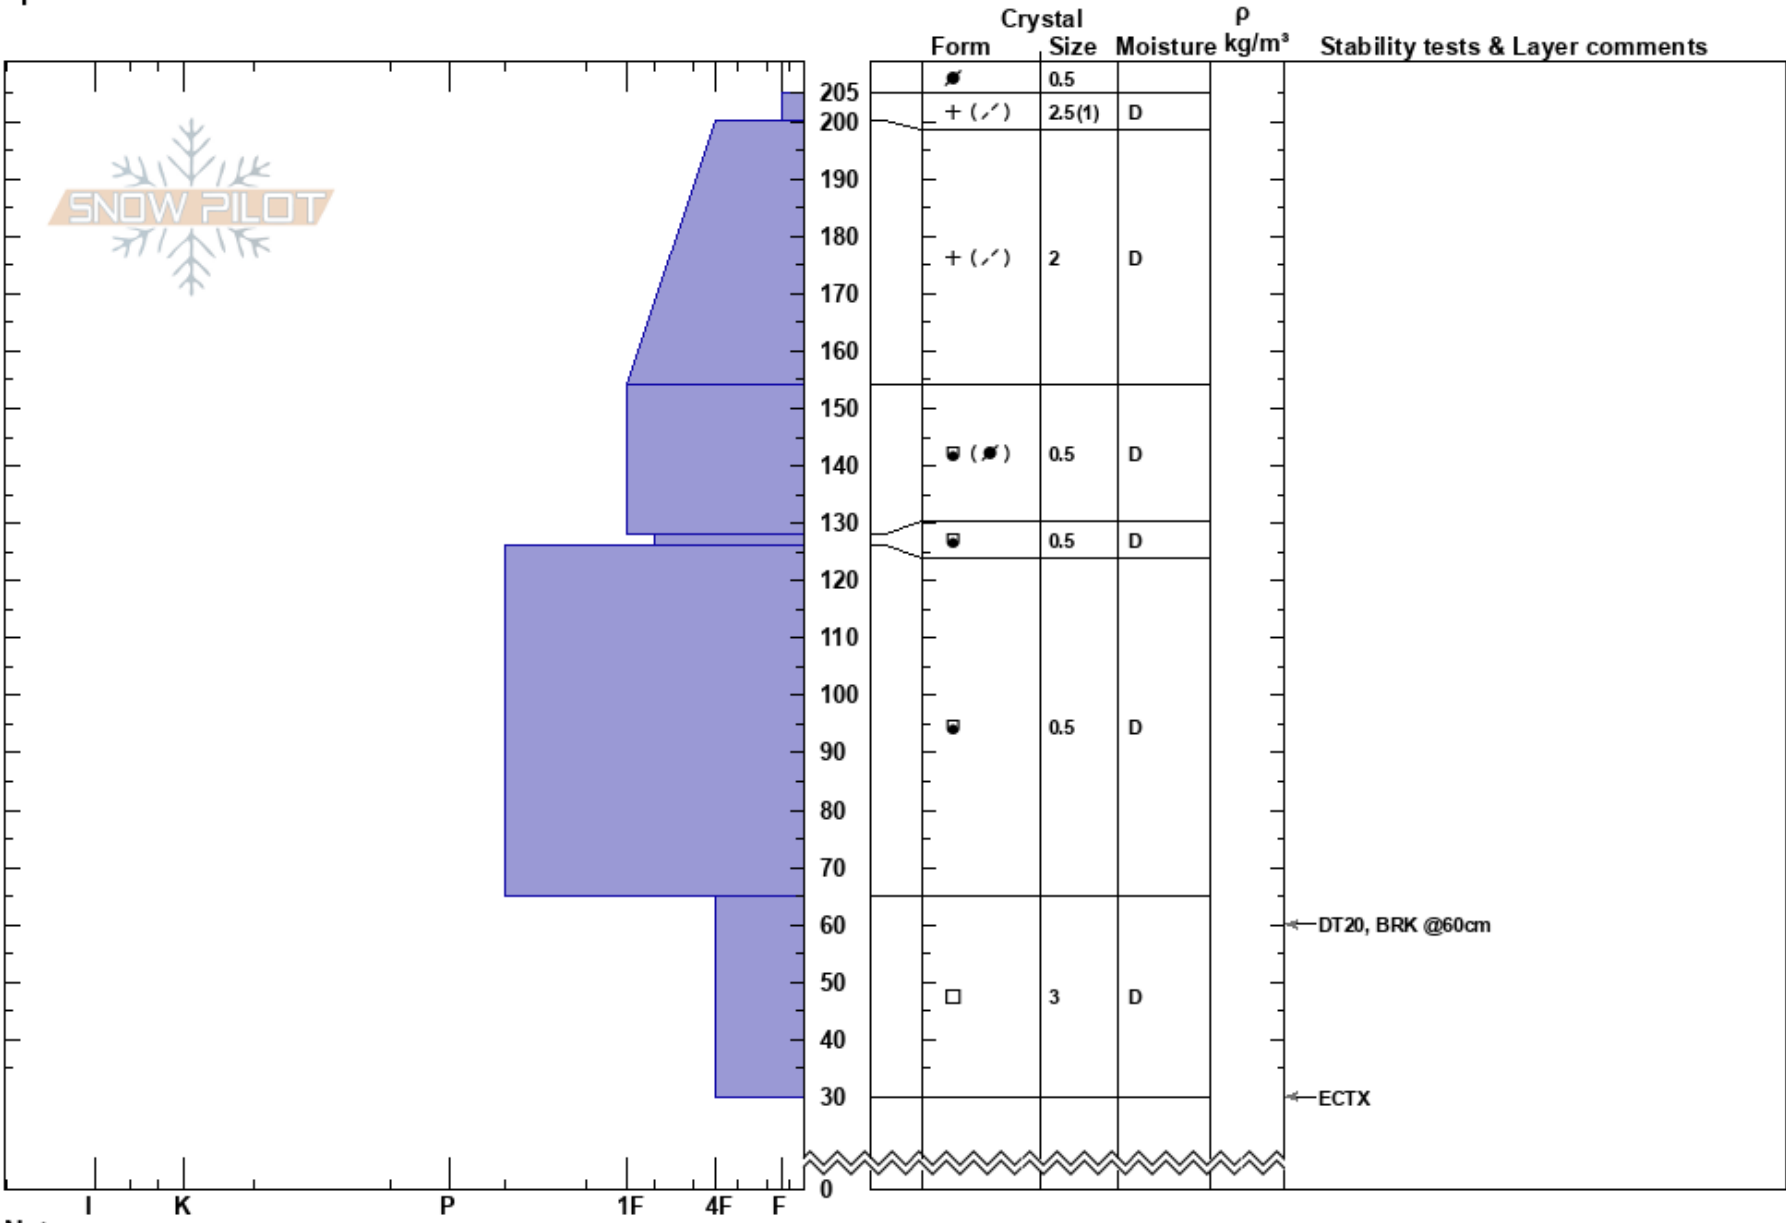 Crystal ρ
Form Size Moisture kg/m³ Stability tests & Layer comments
0.5
205
+ (⟋) 2.5(1) D
200
190
SNOW PILOT
180
+ (⟋) 2 D
170
160
150
0.5 D
140
130
0.5 D
120
110
100
0.5 D
90
80
70
60 DT20, BRK @60cm
50
3 D
40
30 ECTX
0
I K P 1F 4F F